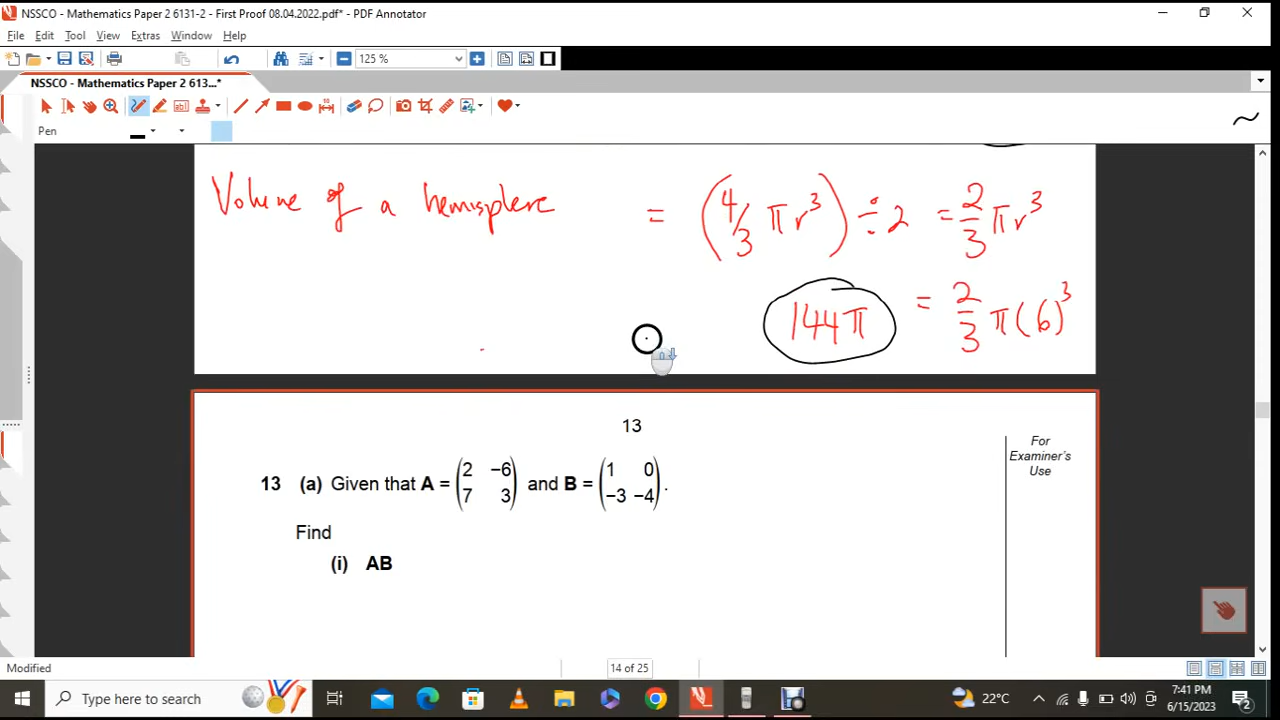 NSSCO - Mathematics Paper 2 6131-2 - First Proof 08.04.2022.pdf* - PDF Annotator
File Edit Tool View Extras Window Help
125 %
NSSCO - Mathematics Paper 2 613...*
Pen
Volume of a hemisphere = (4/3 πr³) ÷ 2 = 2/3 πr³
144π = 2/3 π(6)³
13
For
Examiner's
Use
13 (a) Given that A = (2 −6; 7 3) and B = (1 0; −3 −4).
Find
(i) AB
Modified
14 of 25
Type here to search
22°C
7:41 PM
6/15/2023
2